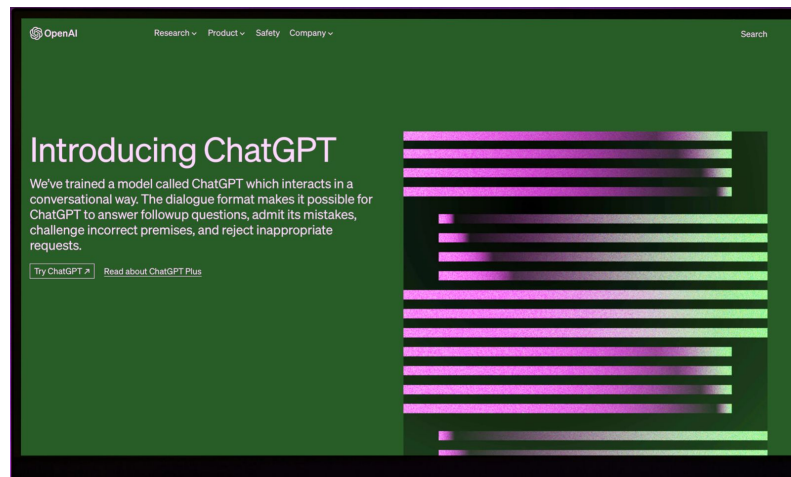 OpenAI
Research Product Safety Company
Search
Introducing ChatGPT
We've trained a model called ChatGPT which interacts in a
conversational way. The dialogue format makes it possible for
ChatGPT to answer followup questions, admit its mistakes,
challenge incorrect premises, and reject inappropriate
requests.
Try ChatGPT ↗ Read about ChatGPT Plus